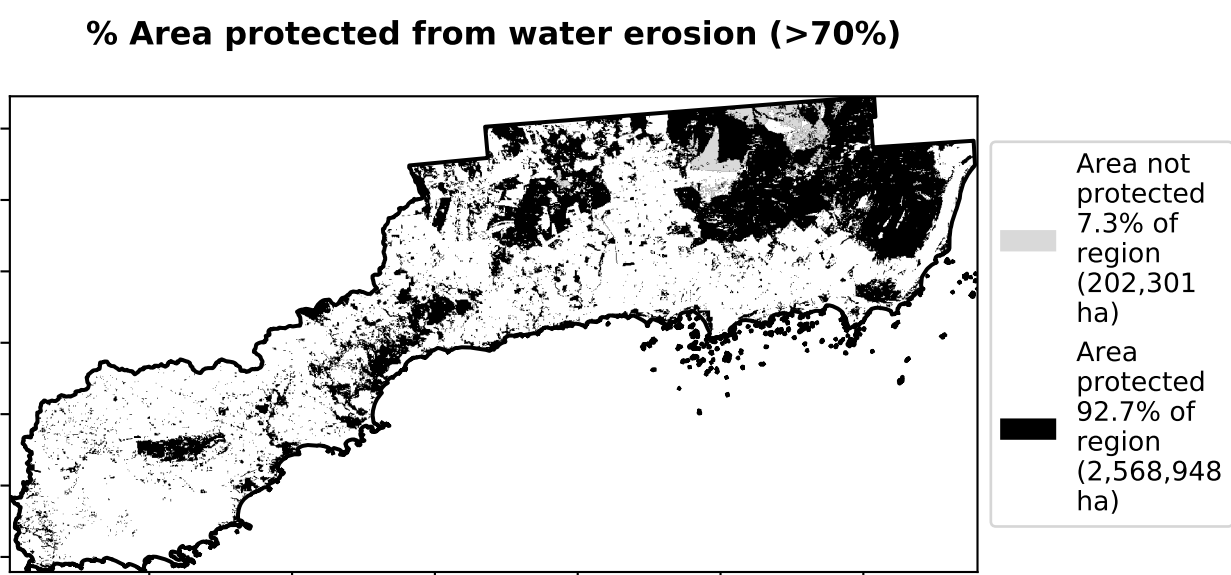 % Area protected from water erosion (>70%)
Area not
protected
7.3% of
region
(202,301
ha)
Area
protected
92.7% of
region
(2,568,948
ha)